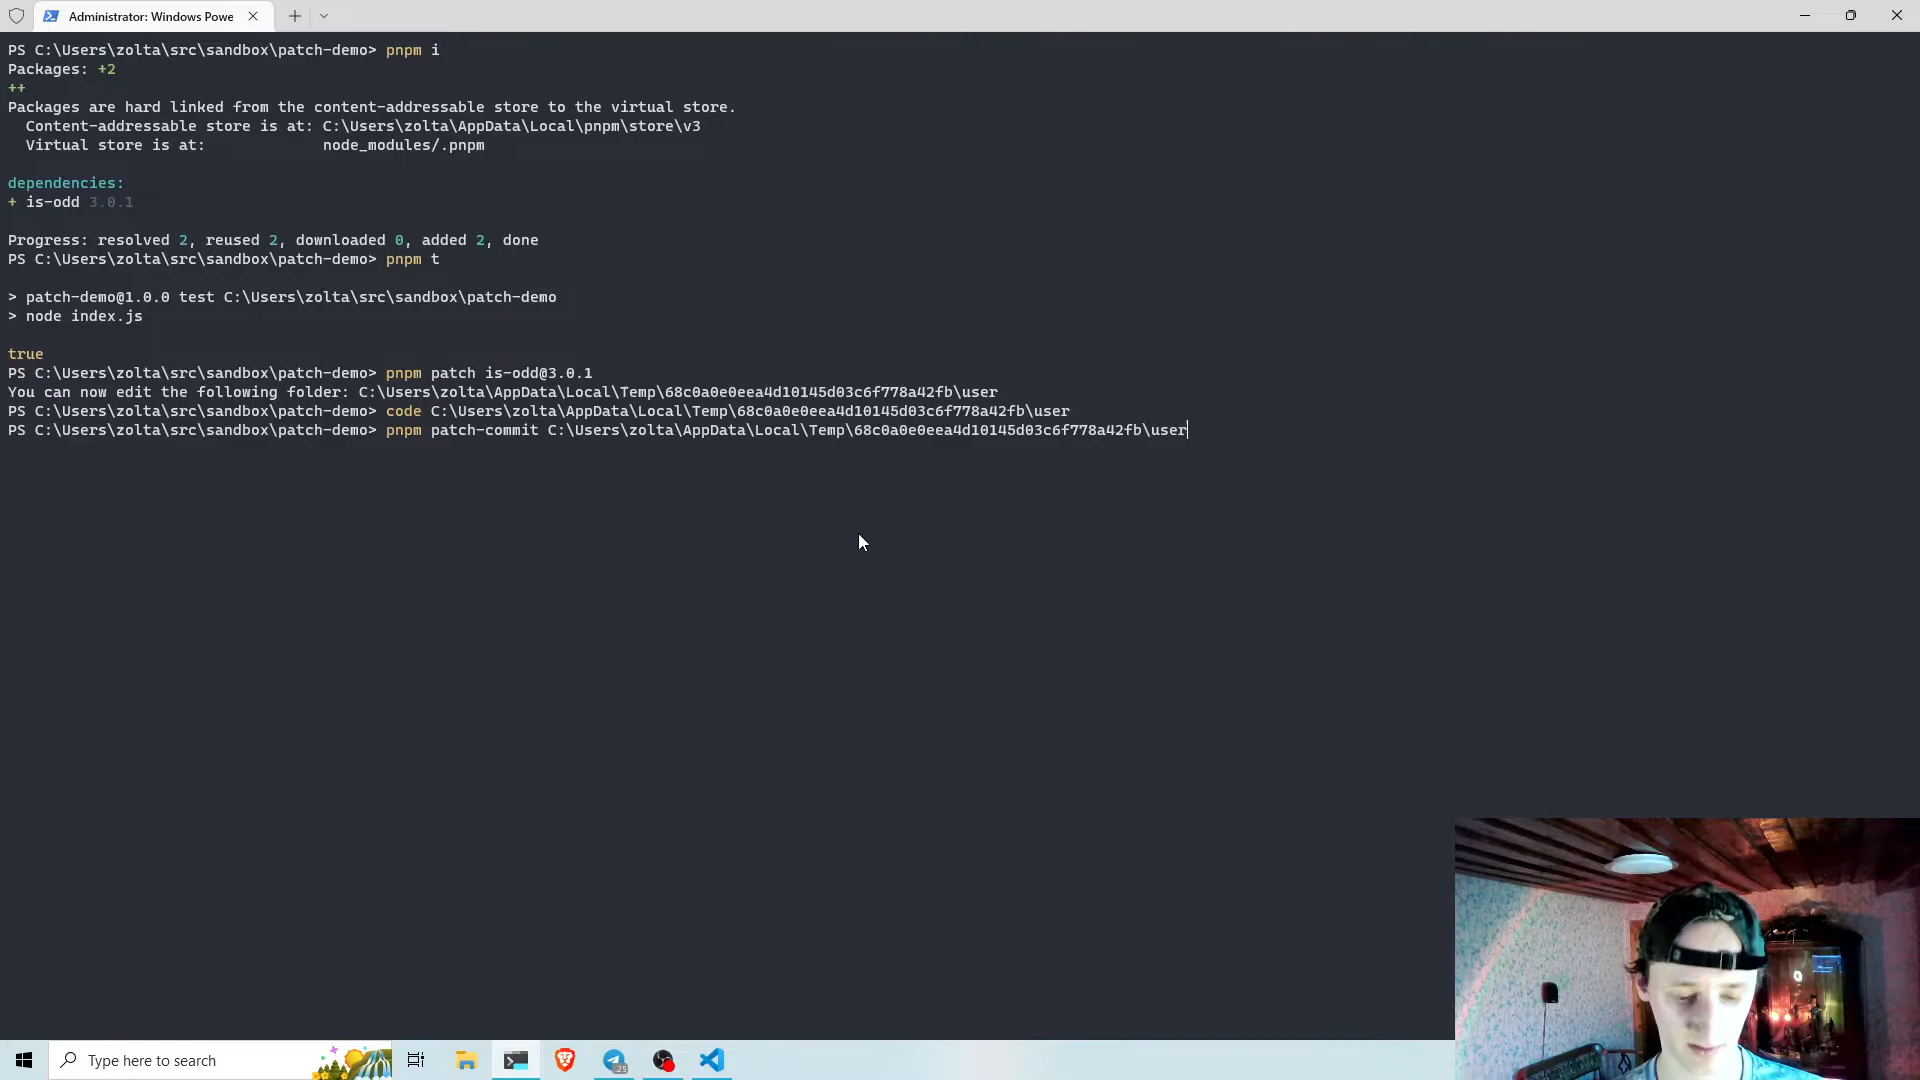 Administrator: Windows Powe
PS C:\Users\zolta\src\sandbox\patch-demo> pnpm i
Packages: +2
++
Packages are hard linked from the content-addressable store to the virtual store.
  Content-addressable store is at: C:\Users\zolta\AppData\Local\pnpm\store\v3
  Virtual store is at:             node_modules/.pnpm
dependencies:
+ is-odd 3.0.1
Progress: resolved 2, reused 2, downloaded 0, added 2, done
PS C:\Users\zolta\src\sandbox\patch-demo> pnpm t
> patch-demo@1.0.0 test C:\Users\zolta\src\sandbox\patch-demo
> node index.js
true
PS C:\Users\zolta\src\sandbox\patch-demo> pnpm patch is-odd@3.0.1
You can now edit the following folder: C:\Users\zolta\AppData\Local\Temp\68c0a0e0eea4d10145d03c6f778a42fb\user
PS C:\Users\zolta\src\sandbox\patch-demo> code C:\Users\zolta\AppData\Local\Temp\68c0a0e0eea4d10145d03c6f778a42fb\user
PS C:\Users\zolta\src\sandbox\patch-demo> pnpm patch-commit C:\Users\zolta\AppData\Local\Temp\68c0a0e0eea4d10145d03c6f778a42fb\user
Type here to search
25